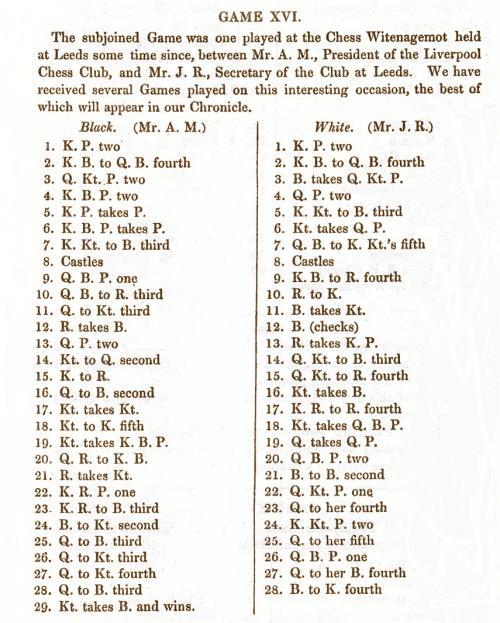 GAME XVI.
The subjoined Game was one played at the Chess Witenagemot held
at Leeds some time since, between Mr. A. M., President of the Liverpool
Chess Club, and Mr. J. R., Secretary of the Club at Leeds. We have
received several Games played on this interesting occasion, the best of
which will appear in our Chronicle.
Black. (Mr. A. M.)
1. K. P. two
2. K. B. to Q. B. fourth
3. Q. Kt. P. two
4. K. B. P. two
5. K. P. takes P.
6. K. B. P. takes P.
7. K. Kt. to B. third
8. Castles
9. Q. B. P. one
10. Q. B. to R. third
11. Q. to Kt. third
12. R. takes B.
13. Q. P. two
14. Kt. to Q. second
15. K. to R.
16. Q. to B. second
17. Kt. takes Kt.
18. Kt. to K. fifth
19. Kt. takes K. B. P.
20. Q. R. to K. B.
21. R. takes Kt.
22. K. R. P. one
23. K. R. to B. third
24. B. to Kt. second
25. Q. to B. third
26. Q. to Kt. third
27. Q. to Kt. fourth
28. Q. to B. third
29. Kt. takes B. and wins.
White. (Mr. J. R.)
1. K. P. two
2. K. B. to Q. B. fourth
3. B. takes Q. Kt. P.
4. Q. P. two
5. K. Kt. to B. third
6. Kt. takes Q. P.
7. Q. B. to K. Kt.'s fifth
8. Castles
9. K. B. to R. fourth
10. R. to K.
11. B. takes Kt.
12. B. (checks)
13. R. takes K. P.
14. Q. Kt. to B. third
15. Q. Kt. to R. fourth
16. Kt. takes B.
17. K. R. to R. fourth
18. Kt. takes Q. B. P.
19. Q. takes Q. P.
20. Q. B. P. two
21. B. to B. second
22. Q. Kt. P. one
23. Q. to her fourth
24. K. Kt. P. two
25. Q. to her fifth
26. Q. B. P. one
27. Q. to her B. fourth
28. B. to K. fourth